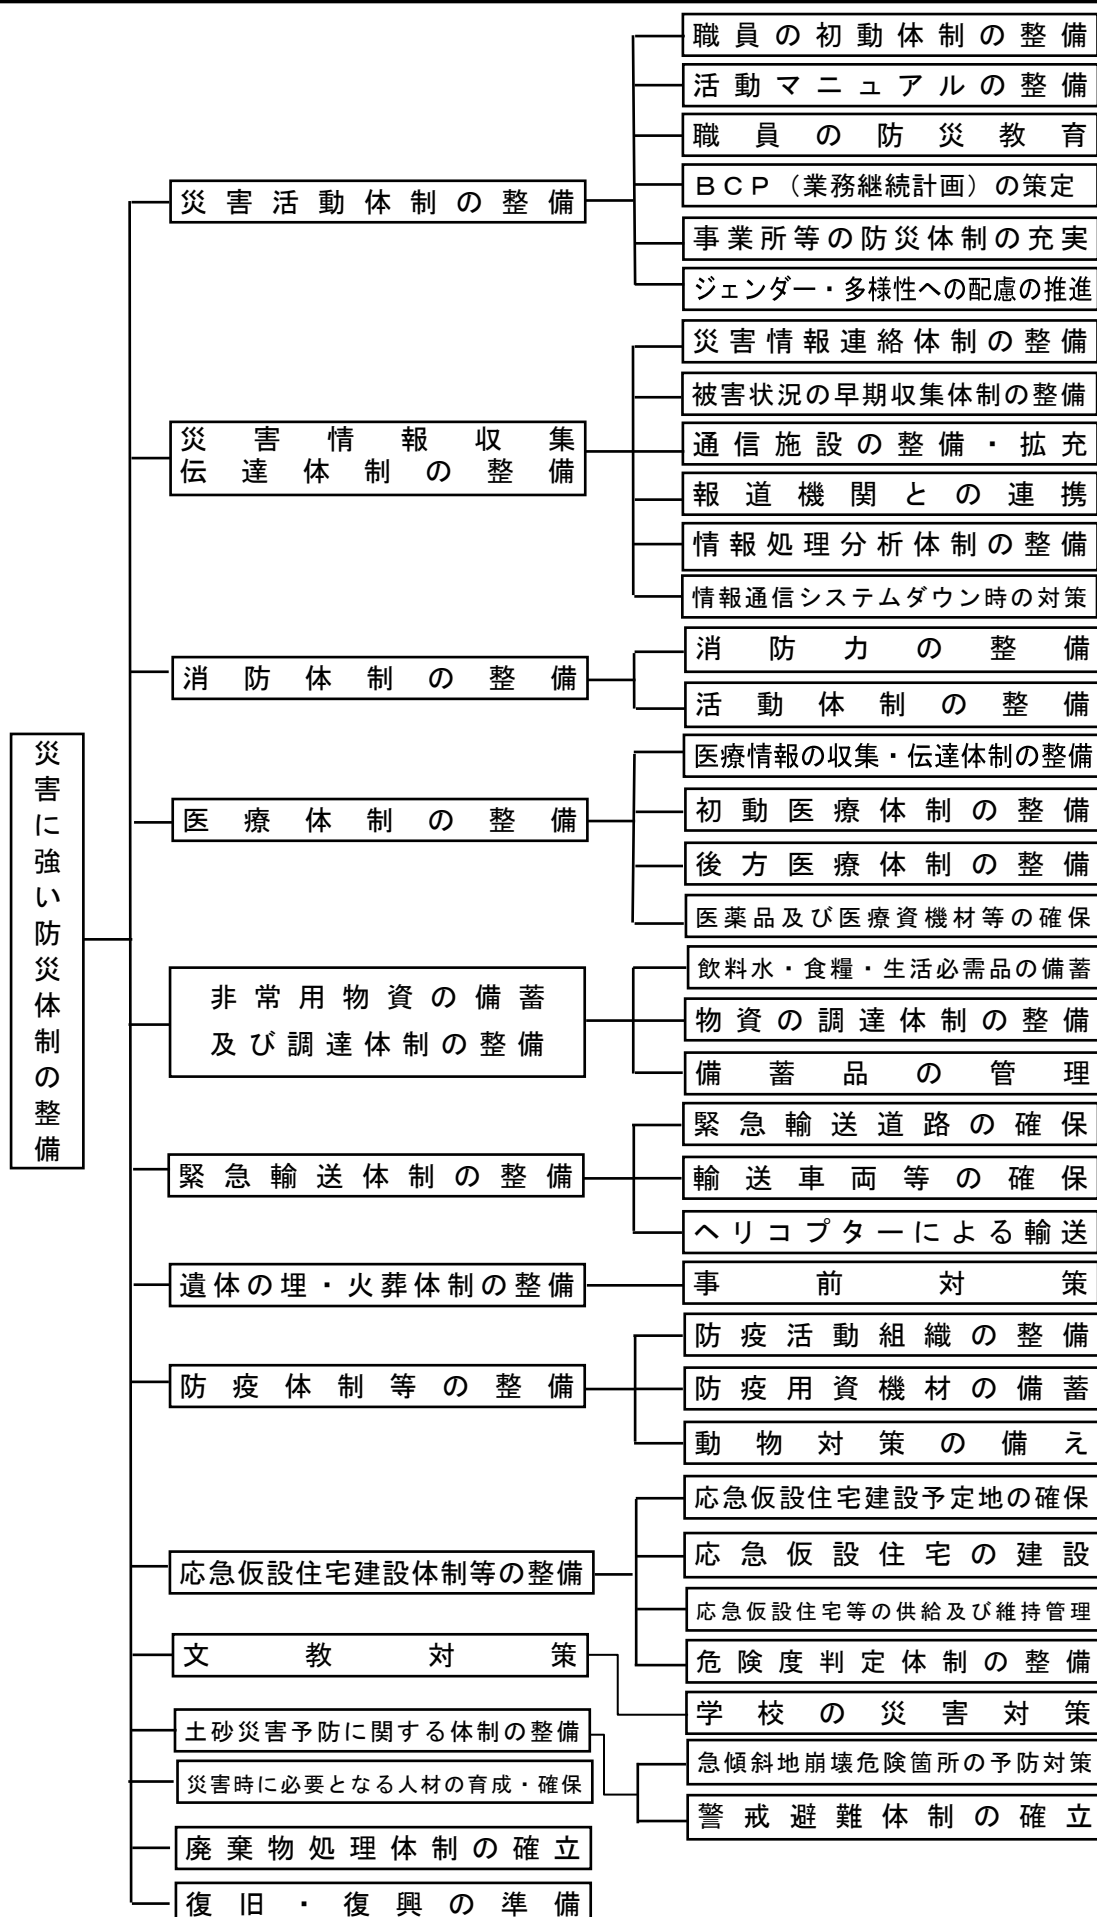 災害に強い防災体制の整備
災害活動体制の整備
職員の初動体制の整備
活動マニュアルの整備
職員の防災教育
ＢＣＰ（業務継続計画）の策定
事業所等の防災体制の充実
ジェンダー・多様性への配慮の推進
災害情報収集
伝達体制の整備
災害情報連絡体制の整備
被害状況の早期収集体制の整備
通信施設の整備・拡充
報道機関との連携
情報処理分析体制の整備
情報通信システムダウン時の対策
消防体制の整備
消防力の整備
活動体制の整備
医療体制の整備
医療情報の収集・伝達体制の整備
初動医療体制の整備
後方医療体制の整備
医薬品及び医療資機材等の確保
非常用物資の備蓄
及び調達体制の整備
飲料水・食糧・生活必需品の備蓄
物資の調達体制の整備
備蓄品の管理
緊急輸送体制の整備
緊急輸送道路の確保
輸送車両等の確保
ヘリコプターによる輸送
遺体の埋・火葬体制の整備
事前対策
防疫体制等の整備
防疫活動組織の整備
防疫用資機材の備蓄
動物対策の備え
応急仮設住宅建設体制等の整備
応急仮設住宅建設予定地の確保
応急仮設住宅の建設
応急仮設住宅等の供給及び維持管理
危険度判定体制の整備
文教対策
学校の災害対策
土砂災害予防に関する体制の整備
急傾斜地崩壊危険箇所の予防対策
警戒避難体制の確立
災害時に必要となる人材の育成・確保
廃棄物処理体制の確立
復旧・復興の準備